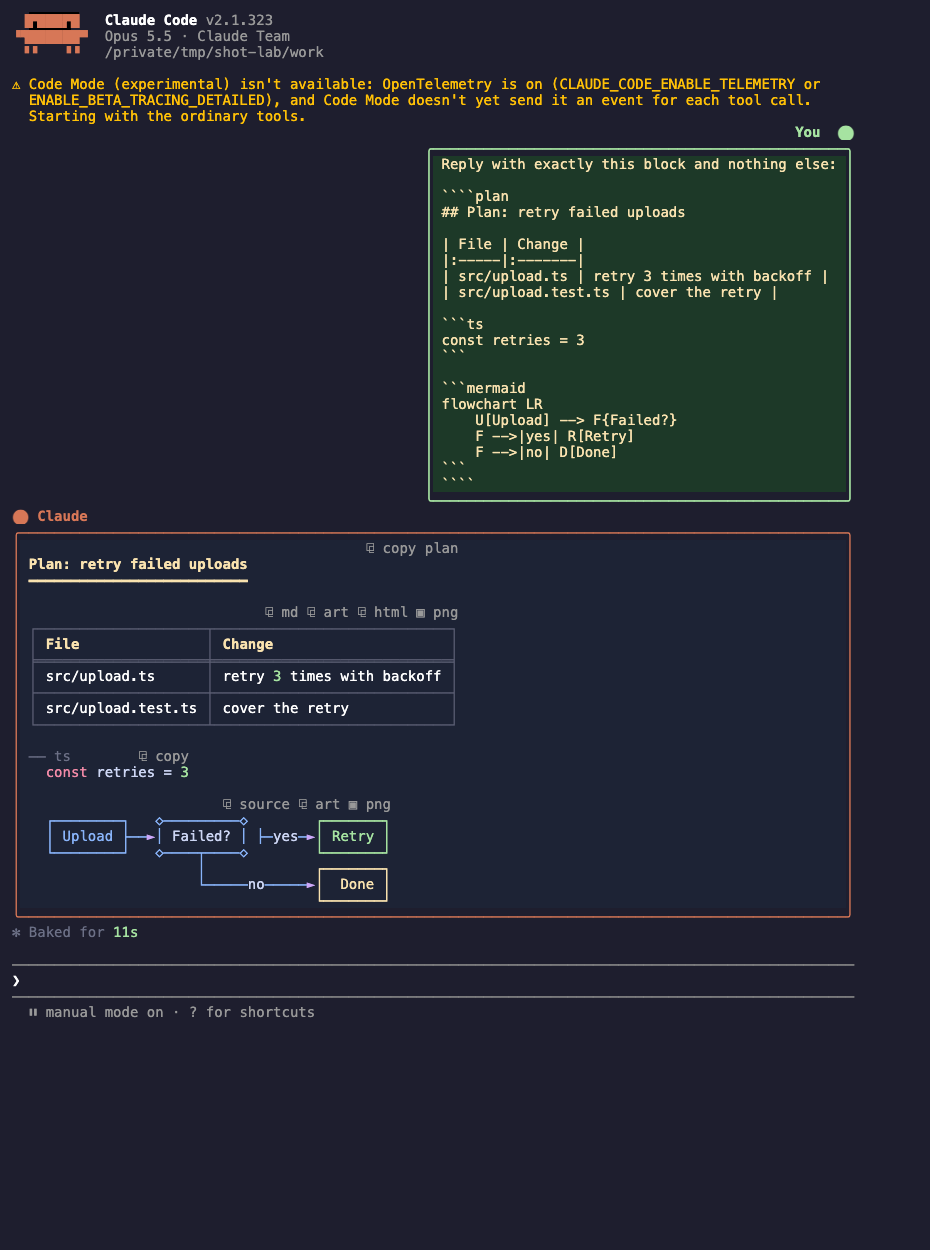 Claude Code v2.1.323
Opus 5.5 · Claude Team
/private/tmp/shot-lab/work
⚠ Code Mode (experimental) isn't available: OpenTelemetry is on (CLAUDE_CODE_ENABLE_TELEMETRY or
ENABLE_BETA_TRACING_DETAILED), and Code Mode doesn't yet send it an event for each tool call.
Starting with the ordinary tools.
You
Reply with exactly this block and nothing else:
````plan
## Plan: retry failed uploads
| File | Change |
|:-----|:-------|
| src/upload.ts | retry 3 times with backoff |
| src/upload.test.ts | cover the retry |
```ts
const retries = 3
```
```mermaid
flowchart LR
    U[Upload] --> F{Failed?}
    F -->|yes| R[Retry]
    F -->|no| D[Done]
```
````
Claude
copy plan
Plan: retry failed uploads
md art html png
File Change
src/upload.ts retry 3 times with backoff
src/upload.test.ts cover the retry
ts copy
const retries = 3
source art png
Upload Failed? yes Retry
no Done
✻ Baked for 11s
❯
manual mode on · ? for shortcuts